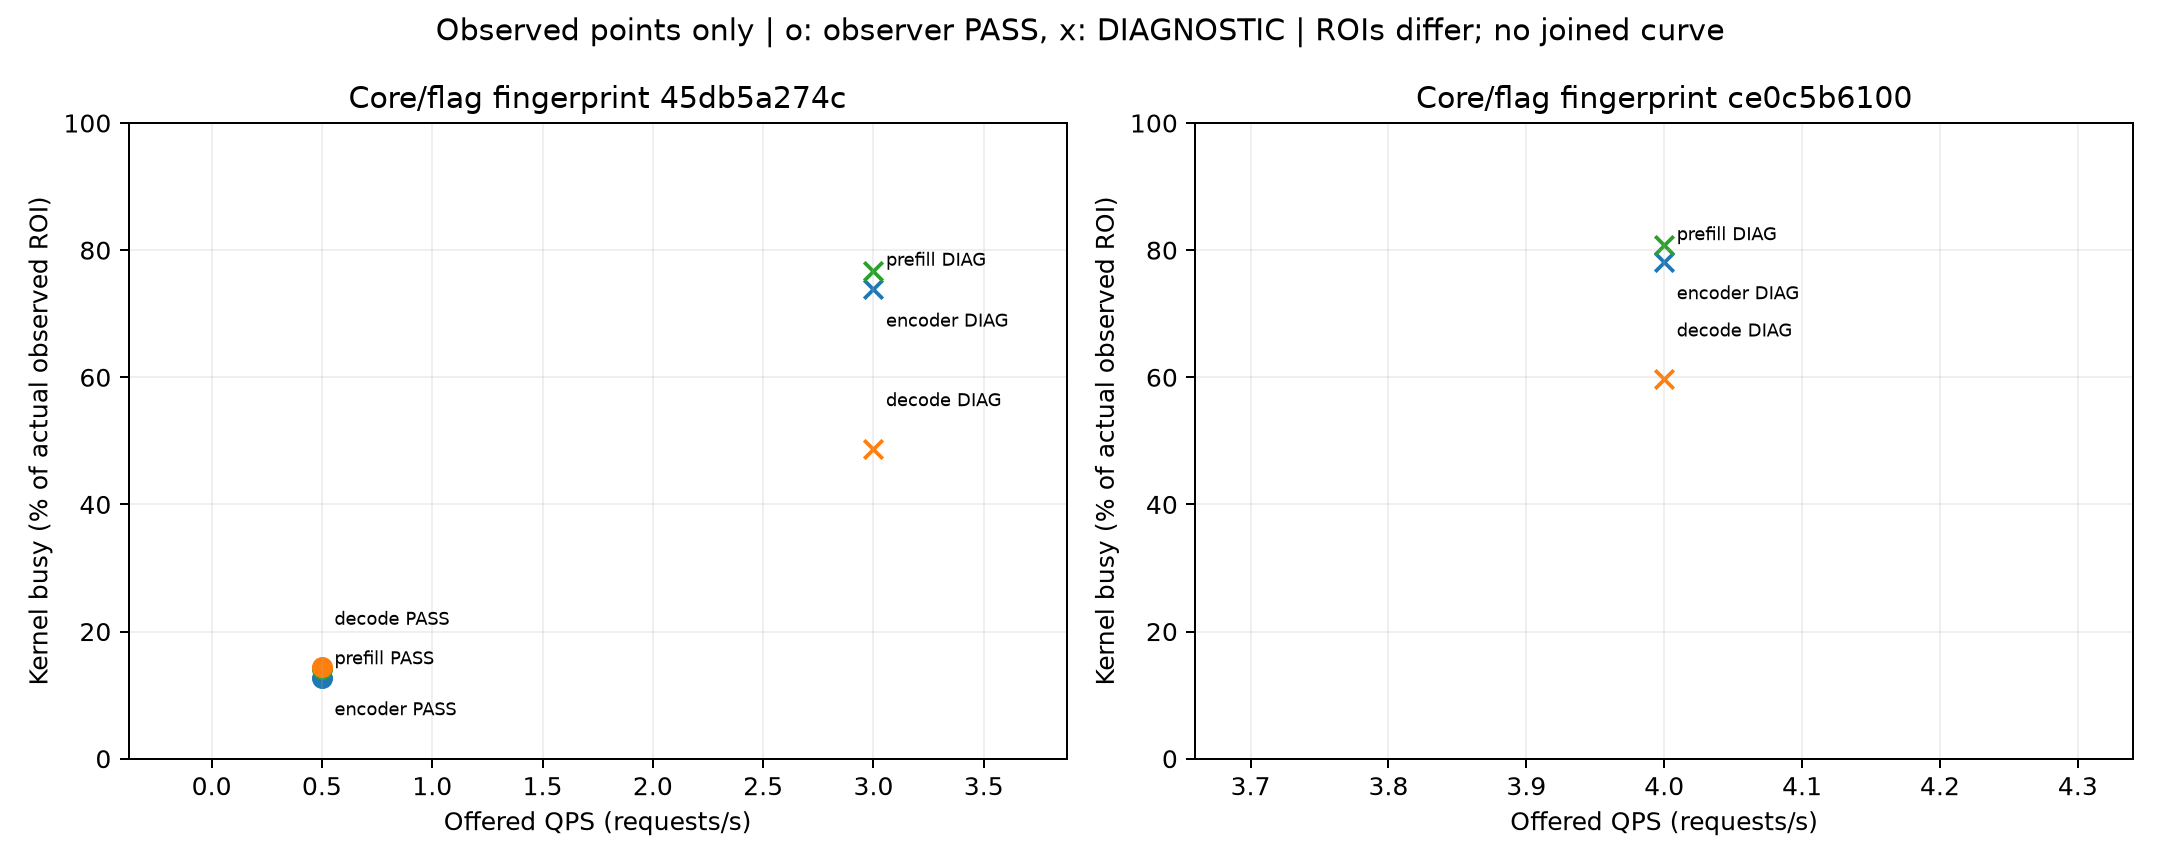 Observed points only | o: observer PASS, x: DIAGNOSTIC | ROIs differ; no joined curve
Core/flag fingerprint 45db5a274c
Kernel busy (% of actual observed ROI)
100
80
60
40
20
0
prefill DIAG
encoder DIAG
decode DIAG
decode PASS
prefill PASS
encoder PASS
0.0 0.5 1.0 1.5 2.0 2.5 3.0 3.5
Offered QPS (requests/s)
Core/flag fingerprint ce0c5b6100
Kernel busy (% of actual observed ROI)
100
80
60
40
20
0
prefill DIAG
encoder DIAG
decode DIAG
3.7 3.8 3.9 4.0 4.1 4.2 4.3
Offered QPS (requests/s)